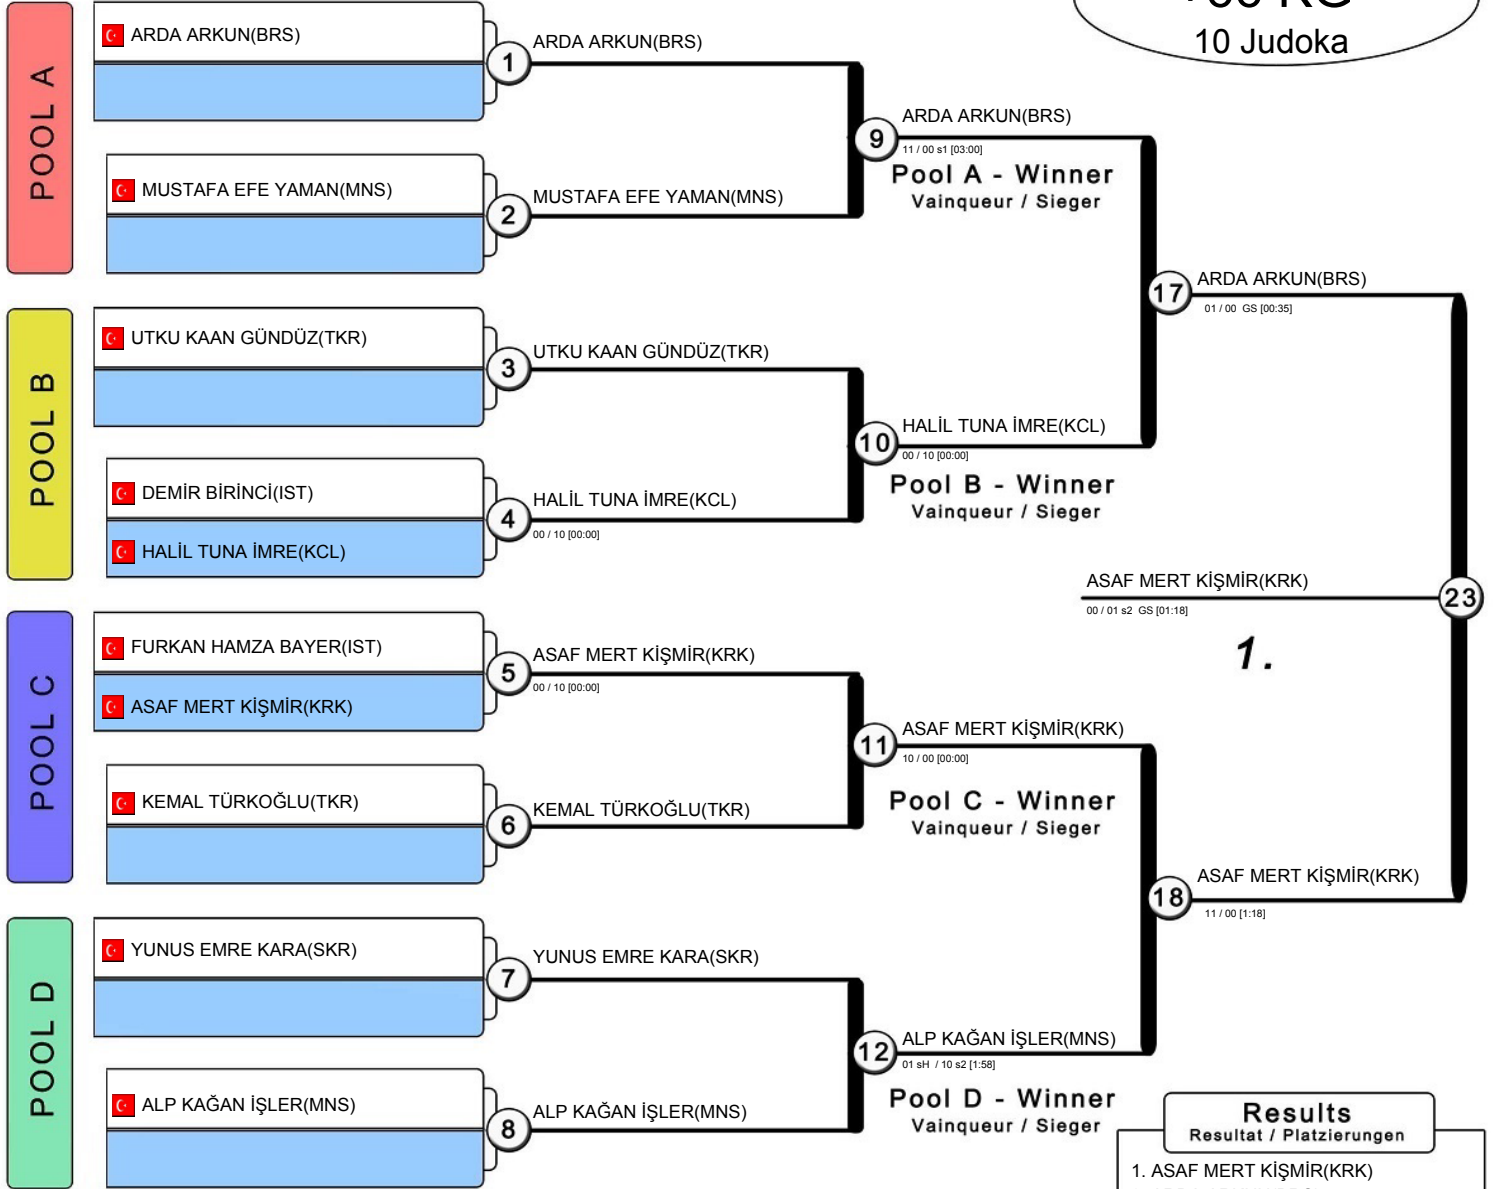 10 Judoka
POOL A
ARDA ARKUN(BRS)
1
ARDA ARKUN(BRS)
MUSTAFA EFE YAMAN(MNS)
2
MUSTAFA EFE YAMAN(MNS)
9
ARDA ARKUN(BRS)
11 / 00 s1 [03:00]
Pool A - Winner
Vainqueur / Sieger
POOL B
UTKU KAAN GÜNDÜZ(TKR)
3
UTKU KAAN GÜNDÜZ(TKR)
DEMİR BİRİNCİ(IST)
HALİL TUNA İMRE(KCL)
4
HALİL TUNA İMRE(KCL)
00 / 10 [00:00]
10
HALİL TUNA İMRE(KCL)
00 / 10 [00:00]
Pool B - Winner
Vainqueur / Sieger
17
ARDA ARKUN(BRS)
01 / 00 GS [00:35]
POOL C
FURKAN HAMZA BAYER(IST)
ASAF MERT KİŞMİR(KRK)
5
ASAF MERT KİŞMİR(KRK)
00 / 10 [00:00]
KEMAL TÜRKOĞLU(TKR)
6
KEMAL TÜRKOĞLU(TKR)
11
ASAF MERT KİŞMİR(KRK)
10 / 00 [00:00]
Pool C - Winner
Vainqueur / Sieger
POOL D
YUNUS EMRE KARA(SKR)
7
YUNUS EMRE KARA(SKR)
ALP KAĞAN İŞLER(MNS)
8
ALP KAĞAN İŞLER(MNS)
12
ALP KAĞAN İŞLER(MNS)
01 sH / 10 s2 [1:58]
Pool D - Winner
Vainqueur / Sieger
18
ASAF MERT KİŞMİR(KRK)
11 / 00 [1:18]
23
ASAF MERT KİŞMİR(KRK)
00 / 01 s2 GS [01:18]
1.
Results
Resultat / Platzierungen
1. ASAF MERT KİŞMİR(KRK)